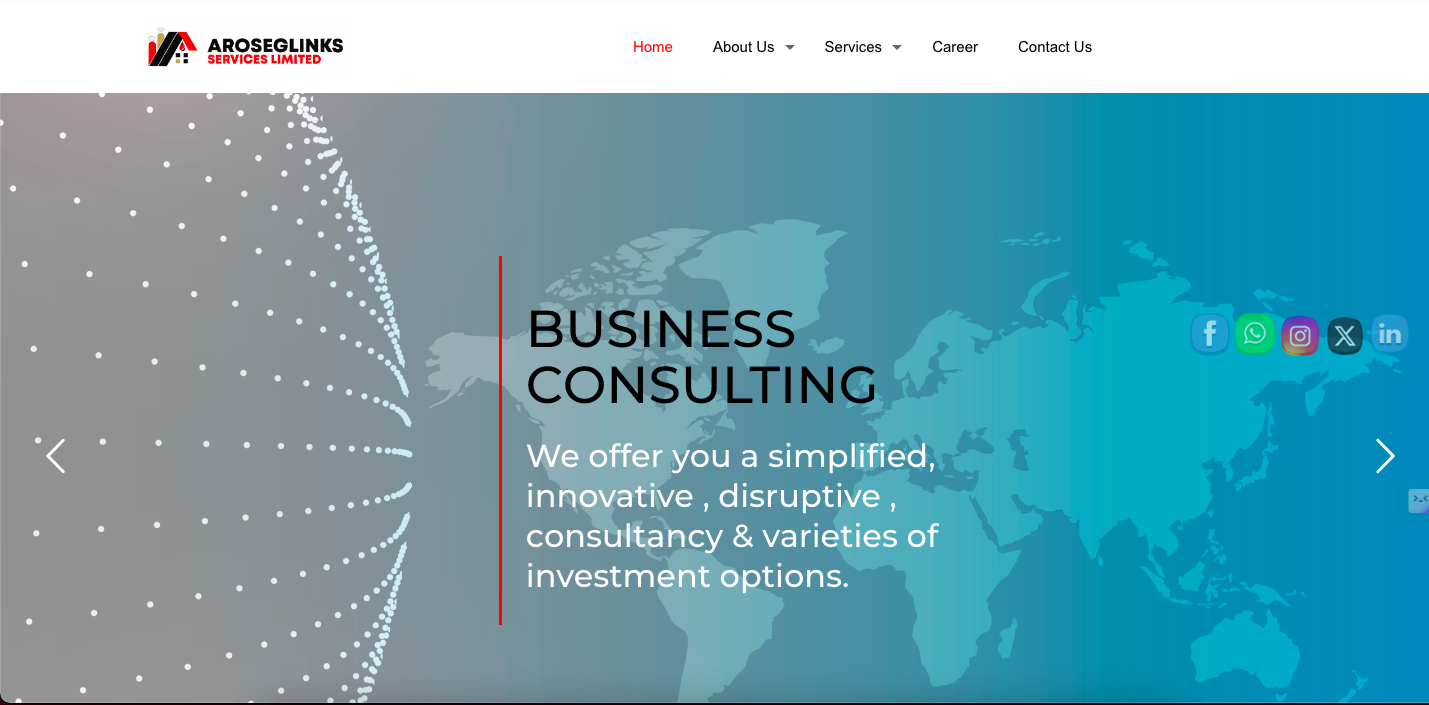 AROSEGLINKS
SERVICES LIMITED
Home About Us Services Career Contact Us
BUSINESS
CONSULTING
We offer you a simplified,
innovative , disruptive ,
consultancy & varieties of
investment options.